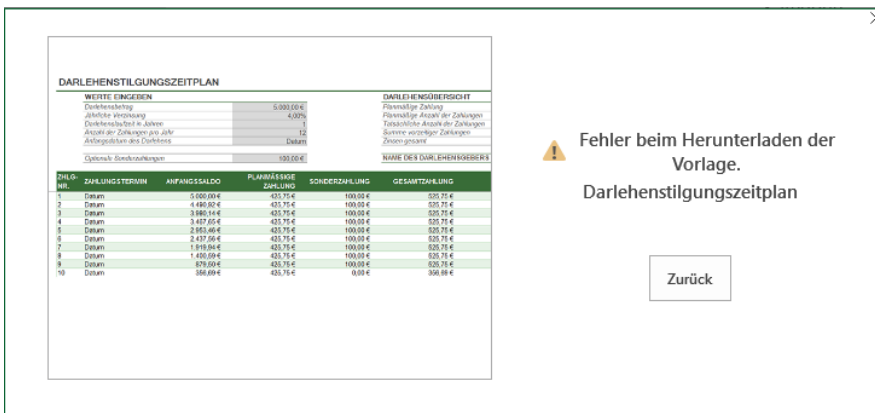 DARLEHENSTILGUNGSZEITPLAN
WERTE EINGEBEN
DARLEHENSÜBERSICHT
Darlehensbetrag 5.000,00 €
Planmäßige Zahlung
Jährliche Verzinsung 4,00%
Planmäßige Anzahl der Zahlungen
Darlehenslaufzeit in Jahren 1
Tatsächliche Anzahl der Zahlungen
Anzahl der Zahlungen pro Jahr 12
Summe vorzeitiger Zahlungen
Anfangsdatum des Darlehens Datum
Zinsen gesamt
Optionale Sonderzahlungen 100,00 €
NAME DES DARLEHENSGEBERS
ZHLG-NR. ZAHLUNGSTERMIN ANFANGSSALDO PLANMÄSSIGE ZAHLUNG SONDERZAHLUNG GESAMTZAHLUNG
1 Datum 5.000,00 € 425,75 € 100,00 € 525,75 €
2 Datum 4.490,92 € 425,75 € 100,00 € 525,75 €
3 Datum 3.980,14 € 425,75 € 100,00 € 525,75 €
4 Datum 3.467,65 € 425,75 € 100,00 € 525,75 €
5 Datum 2.953,46 € 425,75 € 100,00 € 525,75 €
6 Datum 2.437,56 € 425,75 € 100,00 € 525,75 €
7 Datum 1.919,94 € 425,75 € 100,00 € 525,75 €
8 Datum 1.400,59 € 425,75 € 100,00 € 525,75 €
9 Datum 879,50 € 425,75 € 100,00 € 525,75 €
10 Datum 356,69 € 425,75 € 0,00 € 356,69 €
Fehler beim Herunterladen der
Vorlage.
Darlehenstilgungszeitplan
Zurück